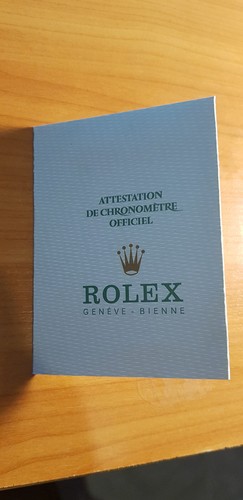 ATTESTATION
DE CHRONOMÈTRE
OFFICIEL
ROLEX
GENÈVE - BIENNE